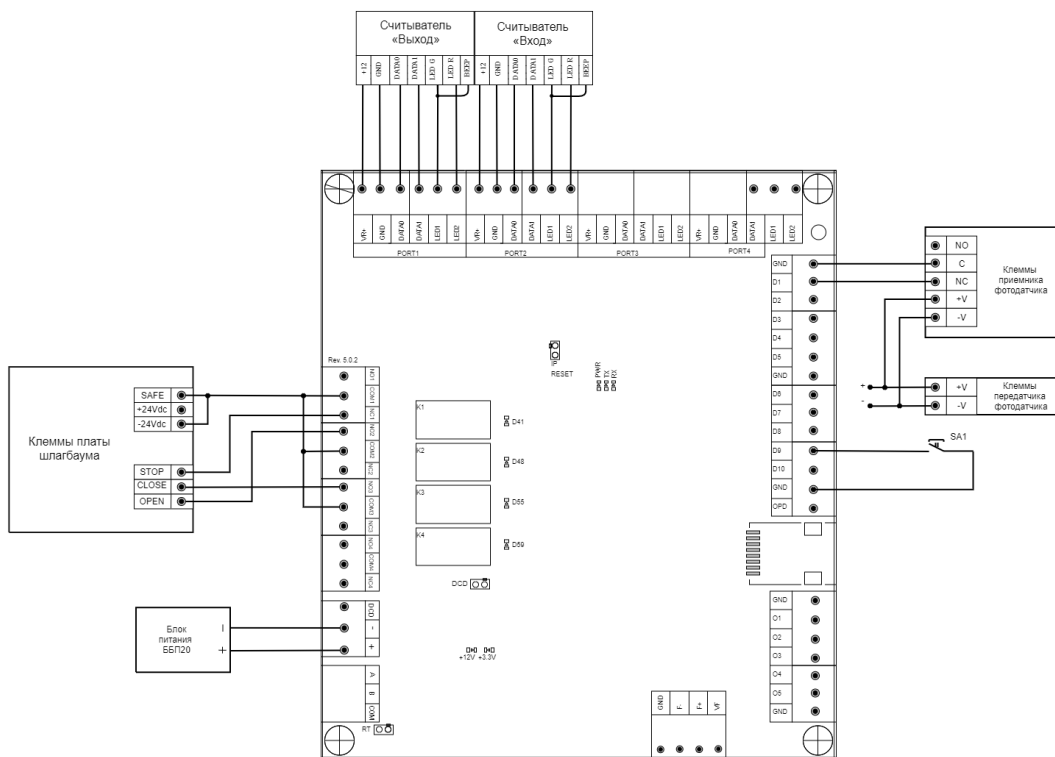 Считыватель
«Выход»
Считыватель
«Вход»
+12
GND
DATA0
DATA1
LED G
LED R
BEEP
+12
GND
DATA0
DATA1
LED G
LED R
BEEP
VR+
GND
DATA0
DATA1
LED1
LED2
VR+
GND
DATA0
DATA1
LED1
LED2
VR+
GND
DATA0
DATA1
LED1
LED2
VR+
GND
DATA0
DATA1
LED1
LED2
PORT1
PORT2
PORT3
PORT4
GND
D1
D2
D3
D4
D5
GND
D6
D7
D8
D9
D10
GND
OPD
NO
C
NC
+V
-V
Клеммы
приемника
фотодатчика
+
-
+V
-V
Клеммы
передатчика
фотодатчика
SA1
Rev. 5.0.2
RESET
PWR
TX
RX
Клеммы платы
шлагбаума
SAFE
+24Vdc
-24Vdc
STOP
CLOSE
OPEN
NO1
COM1
NC1
NO2
COM2
NC2
NO3
COM3
NC3
NO4
COM4
NC4
K1
D41
K2
D48
K3
D55
K4
D59
DCD
DCD
-
+
Блок
питания
ББП20
–
+
+12V
+3.3V
A
B
COM
RT
GND
O1
O2
O3
O4
O5
GND
GND
F-
F+
VF